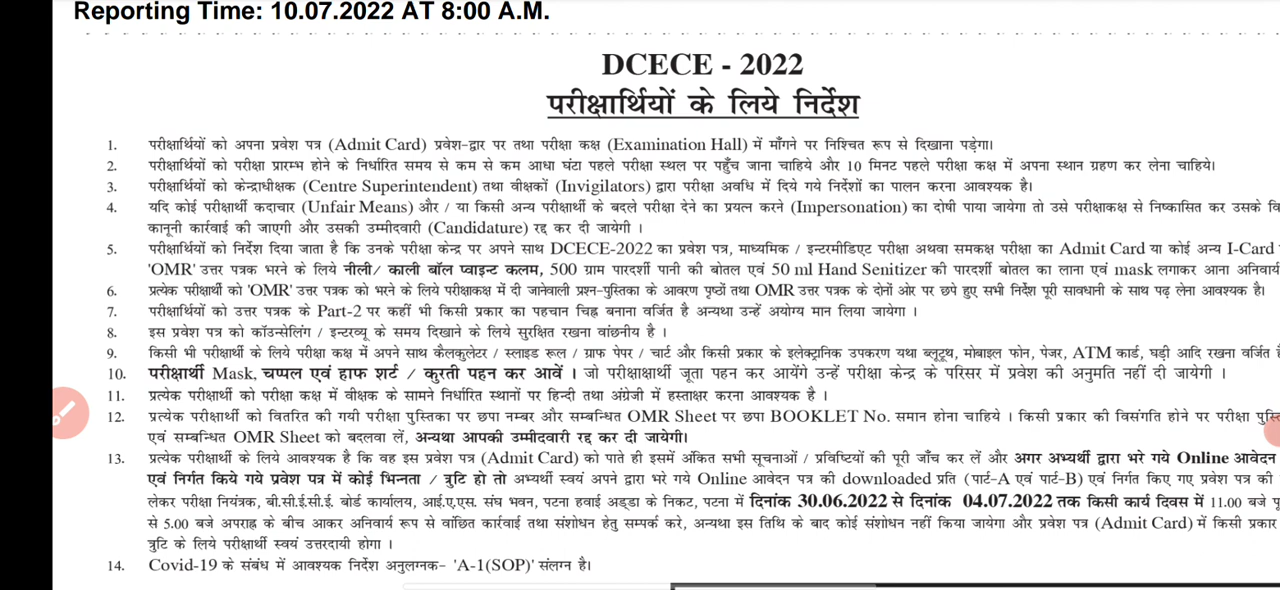 Reporting Time: 10.07.2022 AT 8:00 A.M.
DCECE - 2022
परीक्षार्थियों के लिये निर्देश
1. परीक्षार्थियों को अपना प्रवेश पत्र (Admit Card) प्रवेश-द्वार पर तथा परीक्षा कक्ष (Examination Hall) में माँगने पर निश्चित रूप से दिखाना पड़ेगा।
2. परीक्षार्थियों को परीक्षा प्रारम्भ होने के निर्धारित समय से कम से कम आधा घंटा पहले परीक्षा स्थल पर पहुँच जाना चाहिये और 10 मिनट पहले परीक्षा कक्ष में अपना स्थान ग्रहण कर लेना चाहिये।
3. परीक्षार्थियों को केन्द्राधीक्षक (Centre Superintendent) तथा वीक्षकों (Invigilators) द्वारा परीक्षा अवधि में दिये गये निर्देशों का पालन करना आवश्यक है।
4. यदि कोई परीक्षार्थी कदाचार (Unfair Means) और / या किसी अन्य परीक्षार्थी के बदले परीक्षा देने का प्रयत्न करने (Impersonation) का दोषी पाया जायेगा तो उसे परीक्षाकक्ष से निष्कासित कर उसके वि
कानूनी कार्रवाई की जाएगी और उसकी उम्मीदवारी (Candidature) रद्द कर दी जायेगी ।
5. परीक्षार्थियों को निर्देश दिया जाता है कि उनके परीक्षा केन्द्र पर अपने साथ DCECE-2022 का प्रवेश पत्र, माध्यमिक / इन्टरमीडिएट परीक्षा अथवा समकक्ष परीक्षा का Admit Card या कोई अन्य I-Card
'OMR' उत्तर पत्रक भरने के लिये नीली/ काली बॉल प्वाइन्ट कलम, 500 ग्राम पारदर्शी पानी की बोतल एवं 50 ml Hand Senitizer की पारदर्शी बोतल का लाना एवं mask लगाकर आना अनिवार्य
6. प्रत्येक परीक्षार्थी को 'OMR' उत्तर पत्रक को भरने के लिये परीक्षाकक्ष में दी जानेवाली प्रश्न-पुस्तिका के आवरण पृष्ठों तथा OMR उत्तर पत्रक के दोनों ओर पर छपे हुए सभी निर्देश पूरी सावधानी के साथ पढ़ लेना आवश्यक है।
7. परीक्षार्थियों को उत्तर पत्रक के Part-2 पर कहीं भी किसी प्रकार का पहचान चिह्न बनाना वर्जित है अन्यथा उन्हें अयोग्य मान लिया जायेगा ।
8. इस प्रवेश पत्र को कॉउन्सेलिंग / इन्टरव्यू के समय दिखाने के लिये सुरक्षित रखना वांछनीय है ।
9. किसी भी परीक्षार्थी के लिये परीक्षा कक्ष में अपने साथ कैलकुलेटर / स्लाइड रूल / ग्राफ पेपर / चार्ट और किसी प्रकार के इलेक्ट्रानिक उपकरण यथा ब्लूटूथ, मोबाइल फोन, पेजर, ATM कार्ड, घड़ी आदि रखना वर्जित है
10. परीक्षार्थी Mask, चप्पल एवं हाफ शर्ट / कुरती पहन कर आवें । जो परीक्षाक्षार्थी जूता पहन कर आयेंगे उन्हें परीक्षा केन्द्र के परिसर में प्रवेश की अनुमति नहीं दी जायेगी ।
11. प्रत्येक परीक्षार्थी को परीक्षा कक्ष में वीक्षक के सामने निर्धारित स्थानों पर हिन्दी तथा अंग्रेजी में हस्ताक्षर करना आवश्यक है ।
12. प्रत्येक परीक्षार्थी को वितरित की गयी परीक्षा पुस्तिका पर छपा नम्बर और सम्बन्धित OMR Sheet पर छपा BOOKLET No. समान होना चाहिये । किसी प्रकार की विसंगति होने पर परीक्षा पुस्ति
एवं सम्बन्धित OMR Sheet को बदलवा लें, अन्यथा आपकी उम्मीदवारी रद्द कर दी जायेगी।
13. प्रत्येक परीक्षार्थी के लिये आवश्यक है कि वह इस प्रवेश पत्र (Admit Card) को पाते ही इसमें अंकित सभी सूचनाओं / प्रविष्टियों की पूरी जाँच कर लें और अगर अभ्यर्थी द्वारा भरे गये Online आवेदन
एवं निर्गत किये गये प्रवेश पत्र में कोई भिन्नता / त्रुटि हो तो अभ्यर्थी स्वयं अपने द्वारा भरे गये Online आवेदन पत्र की downloaded प्रति (पार्ट-A एवं पार्ट-B) एवं निर्गत किए गए प्रवेश पत्र की
लेकर परीक्षा नियंत्रक, बी.सी.ई.सी.ई. बोर्ड कार्यालय, आई.ए.एस. संघ भवन, पटना हवाई अड्डा के निकट, पटना में दिनांक 30.06.2022 से दिनांक 04.07.2022 तक किसी कार्य दिवस में 11.00 बजे पू
से 5.00 बजे अपराह्न के बीच आकर अनिवार्य रूप से वांछित कार्रवाई तथा संशोधन हेतु सम्पर्क करे, अन्यथा इस तिथि के बाद कोई संशोधन नहीं किया जायेगा और प्रवेश पत्र (Admit Card) में किसी प्रकार
त्रुटि के लिये परीक्षार्थी स्वयं उत्तरदायी होगा ।
14. Covid-19 के संबंध में आवश्यक निर्देश अनुलग्नक- 'A-1(SOP)' संलग्न है।